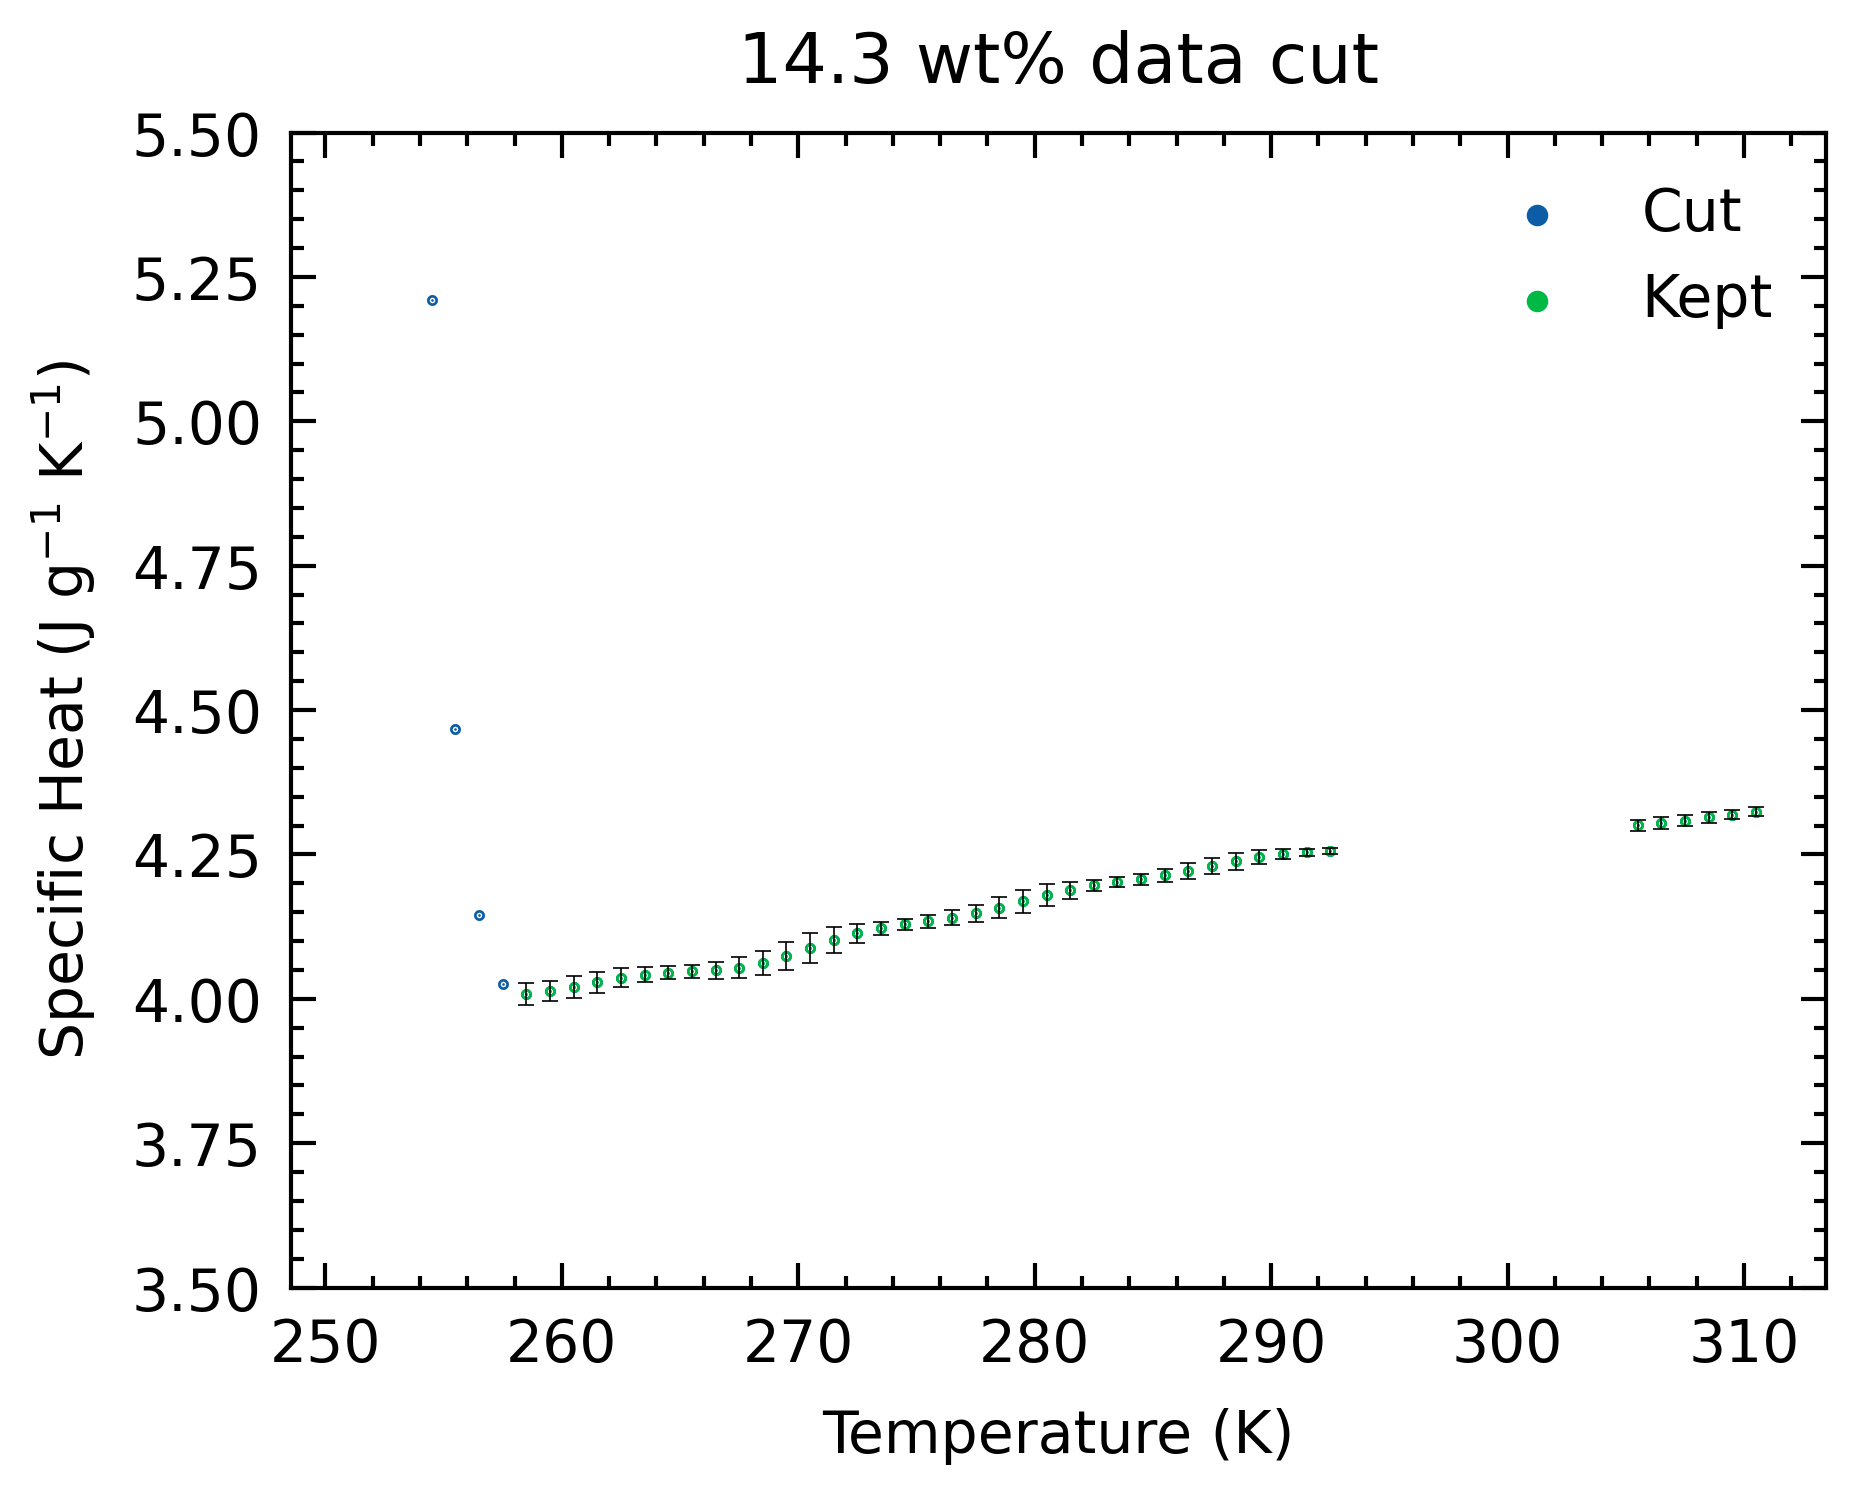 14.3 wt% data cut
5.50
5.25
5.00
4.75
4.50
4.25
4.00
3.75
3.50
Specific Heat (J g⁻¹ K⁻¹)
Cut
Kept
250 260 270 280 290 300 310
Temperature (K)